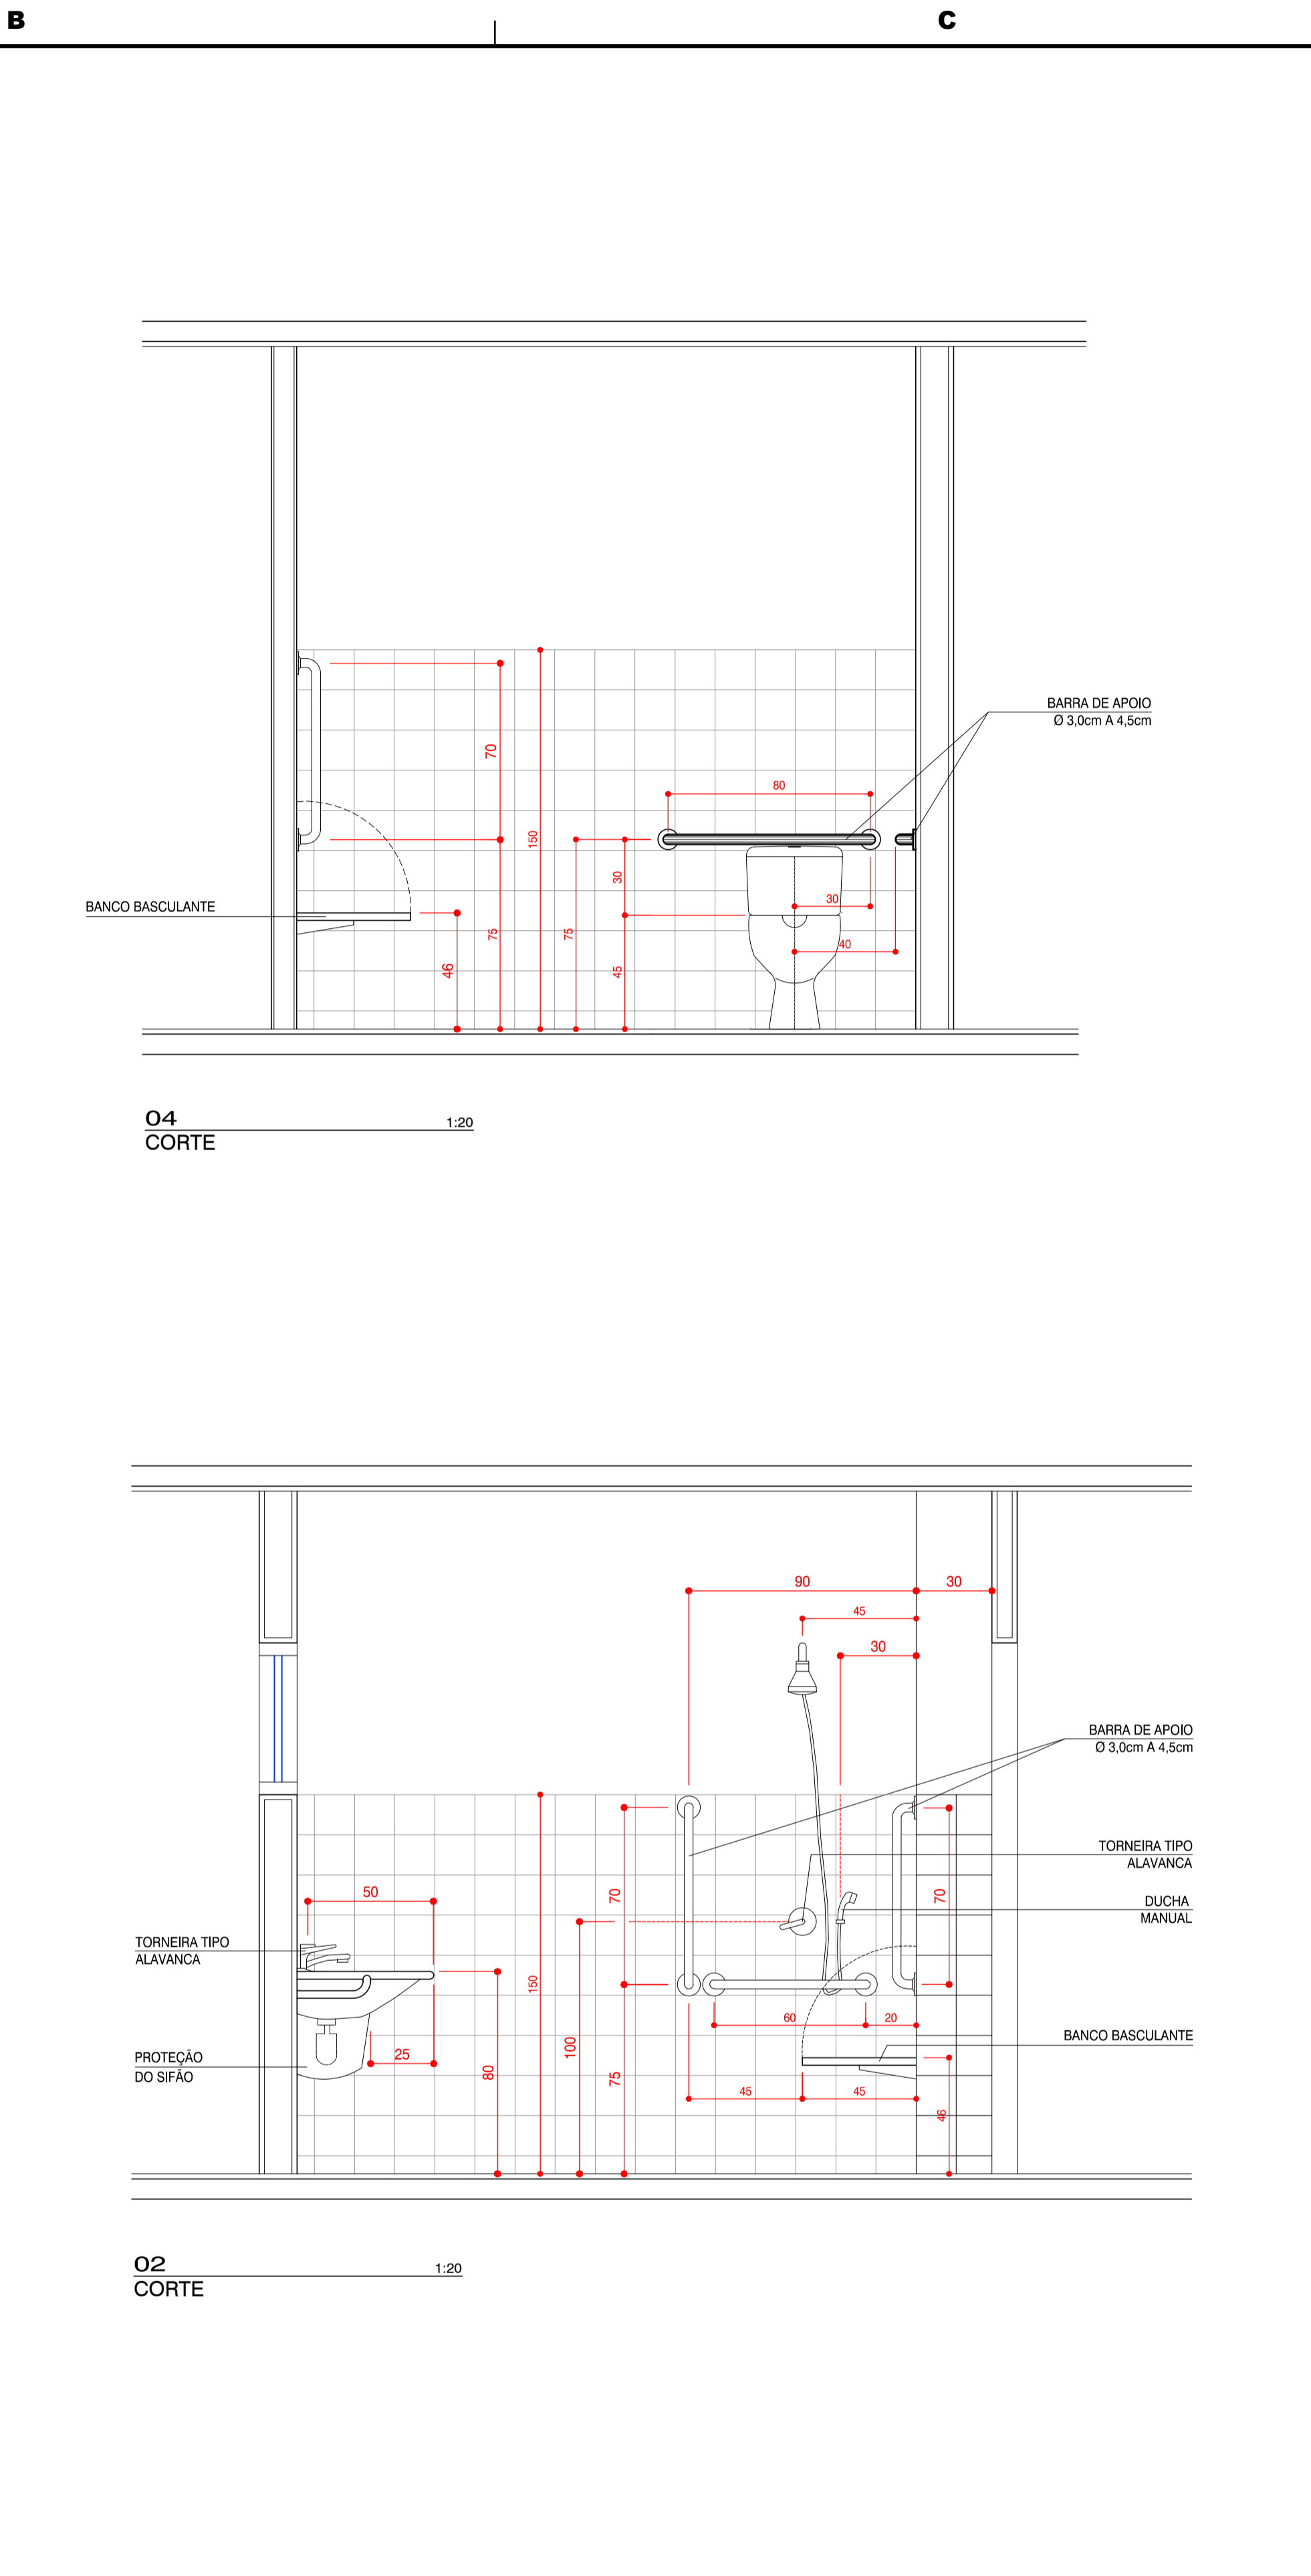 B C
BARRA DE APOIO
Ø 3,0cm A 4,5cm
70
80
150
30
30
BANCO BASCULANTE
75
75
40
46
45
04 1:20
CORTE
90 30
45
30
BARRA DE APOIO
Ø 3,0cm A 4,5cm
TORNEIRA TIPO
ALAVANCA
50
70
70
DUCHA
MANUAL
TORNEIRA TIPO
ALAVANCA
150
60 20
BANCO BASCULANTE
100
PROTEÇÃO
DO SIFÃO
25
80
75
45 45
46
02 1:20
CORTE